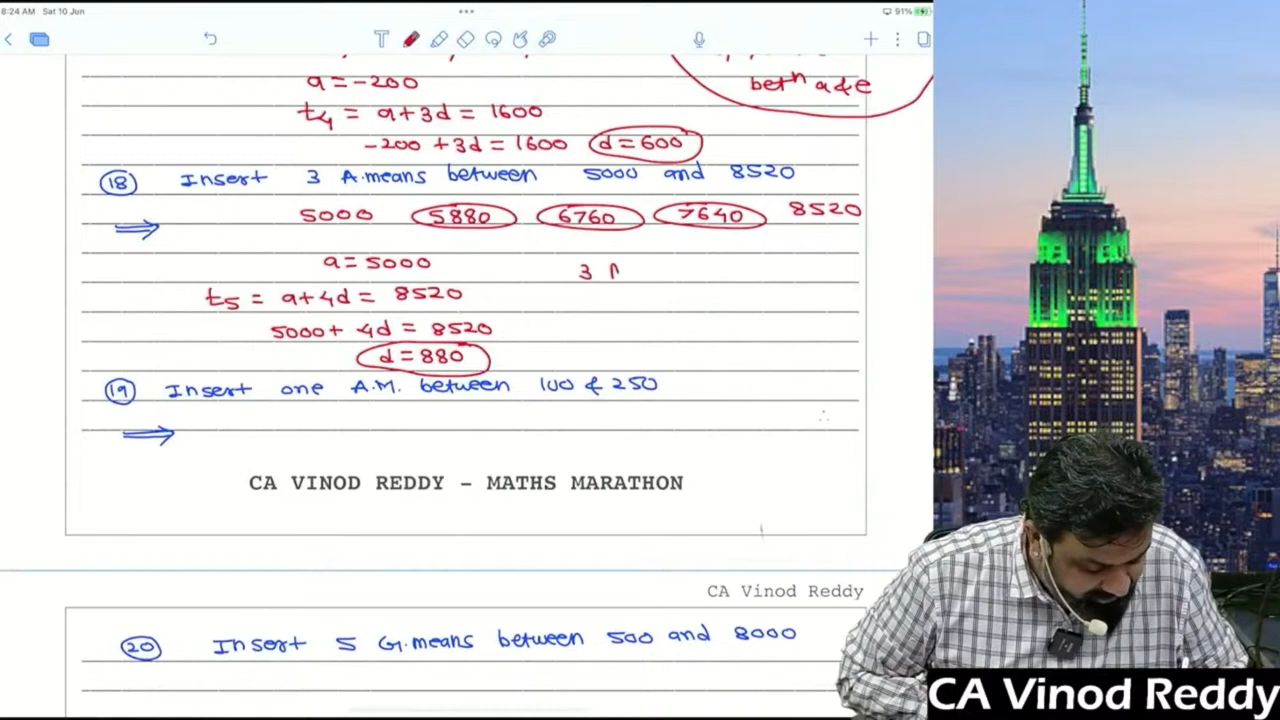 8:24 AM Sat 10 Jun
91%
a = -200
t4 = a+3d = 1600
-200 + 3d = 1600 d = 600
betn a & e
18 Insert 3 A.means between 5000 and 8520
5000 5880 6760 7640 8520
a = 5000
3
t5 = a+4d = 8520
5000 + 4d = 8520
d = 880
19 Insert one A.M. between 100 & 250
CA VINOD REDDY - MATHS MARATHON
CA Vinod Reddy
20 Insert 5 G.means between 500 and 8000
CA Vinod Reddy